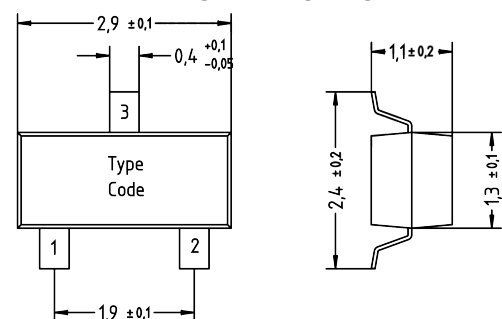 2,9 ±0,1
0,4 +0,1 -0,05
1,1±0,2
3
Type
Code
2,4 ±0,2
1,3 ±0,1
1
2
1,9 ±0,1